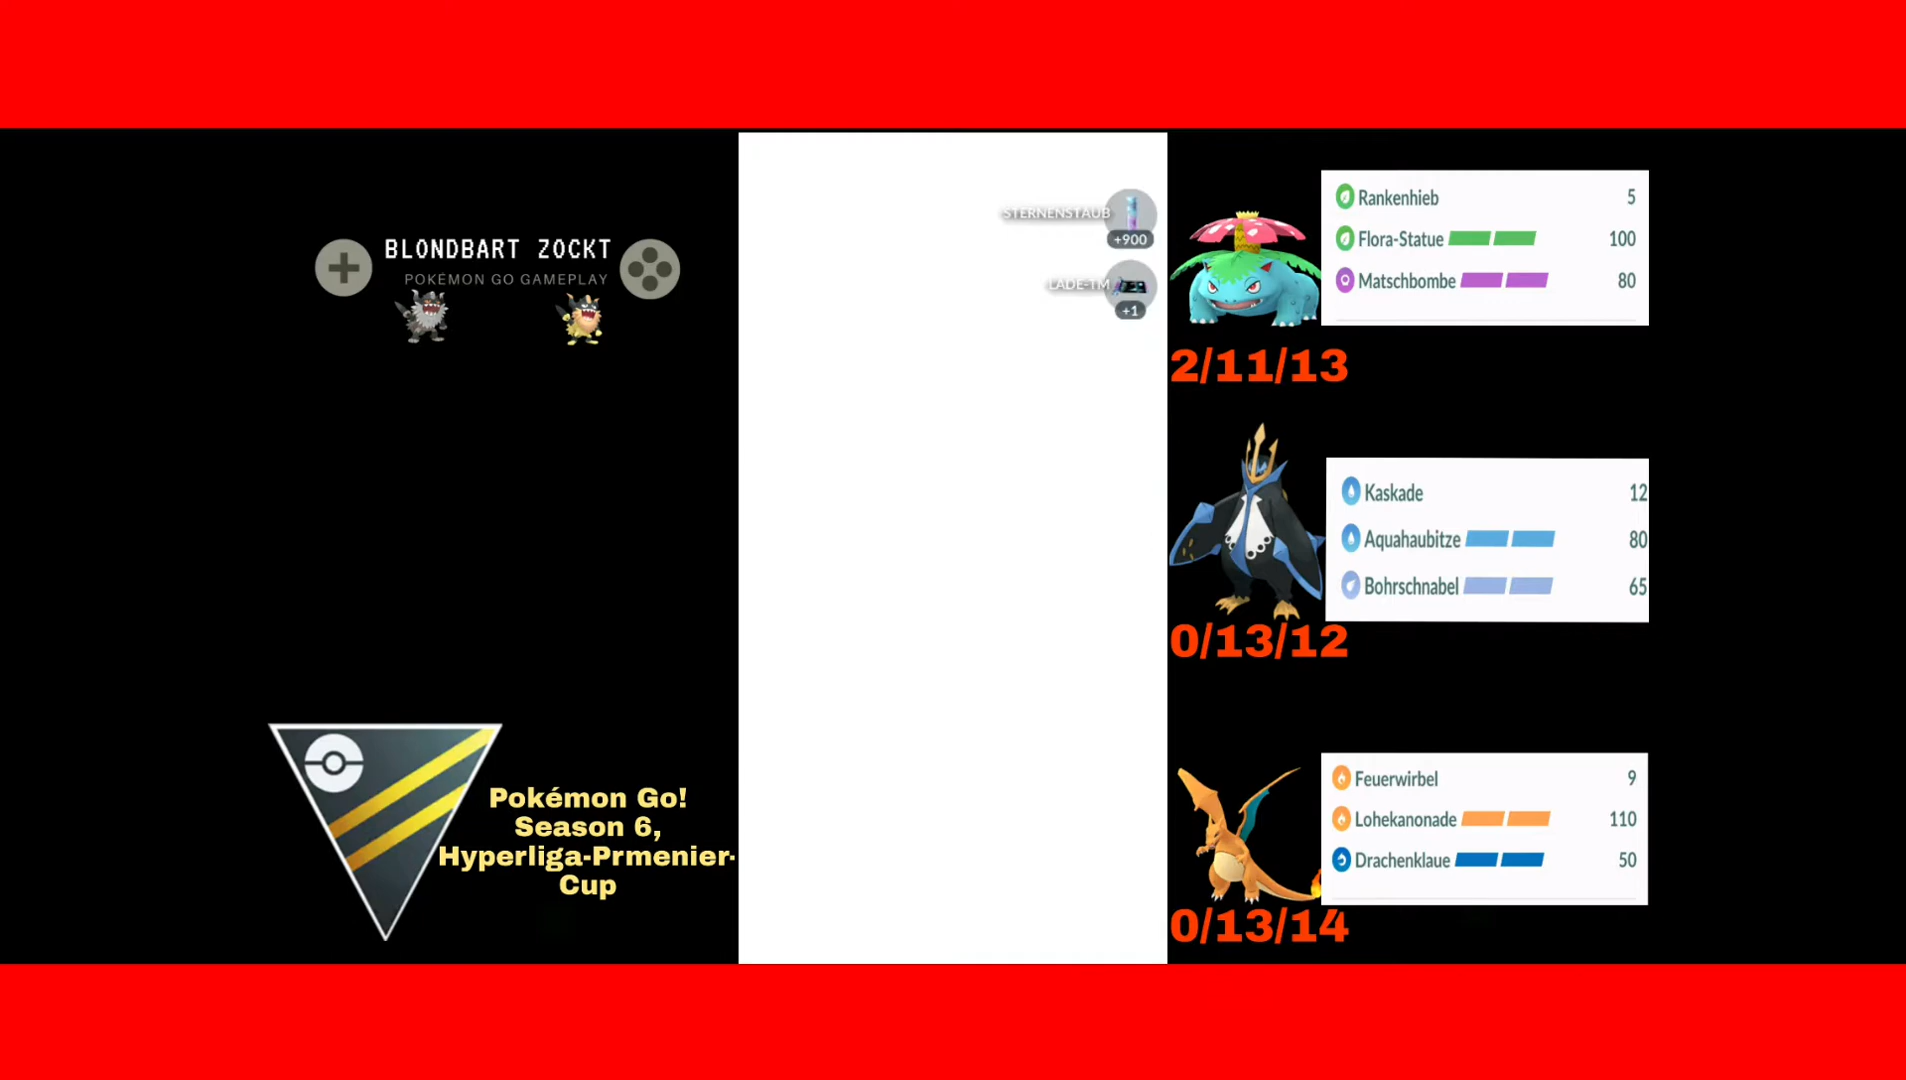 BLONDBART ZOCKT
POKÉMON GO GAMEPLAY
Pokémon Go!
Season 6,
Hyperliga-Prmenier-
Cup
STERNENSTAUB
+900
LADE-TM
+1
Rankenhieb 5
Flora-Statue 100
Matschbombe 80
2/11/13
Kaskade 12
Aquahaubitze 80
Bohrschnabel 65
0/13/12
Feuerwirbel 9
Lohekanonade 110
Drachenklaue 50
0/13/14